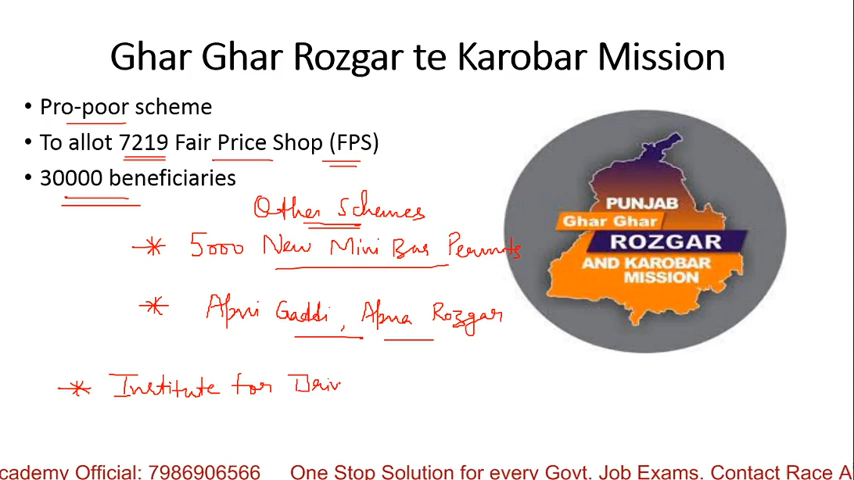 Ghar Ghar Rozgar te Karobar Mission
• Pro-poor scheme
• To allot 7219 Fair Price Shop (FPS)
• 30000 beneficiaries
Other Schemes
* 5000 New Mini Bus Permits
* Apni Gaddi, Apna Rozgar
* Institute for Driv
PUNJAB
Ghar Ghar
ROZGAR
AND KAROBAR
MISSION
cademy Official: 7986906566 One Stop Solution for every Govt. Job Exams. Contact Race A